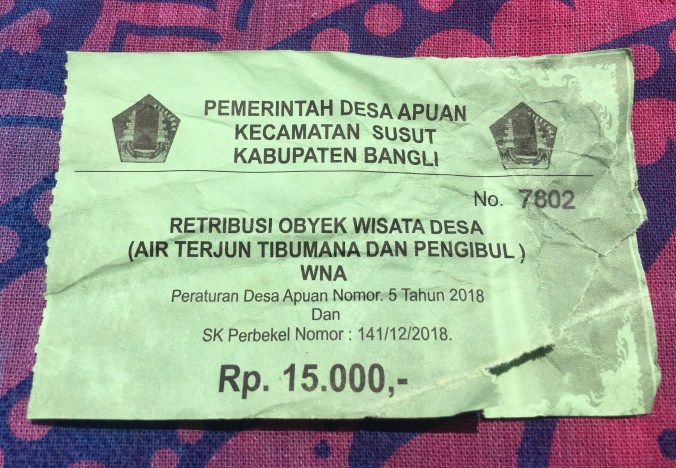 PEMERINTAH DESA APUAN
KECAMATAN SUSUT
KABUPATEN BANGLI
No. 7802
RETRIBUSI OBYEK WISATA DESA
(AIR TERJUN TIBUMANA DAN PENGIBUL )
WNA
Peraturan Desa Apuan Nomor. 5 Tahun 2018
Dan
SK Perbekel Nomor : 141/12/2018.
Rp. 15.000,-